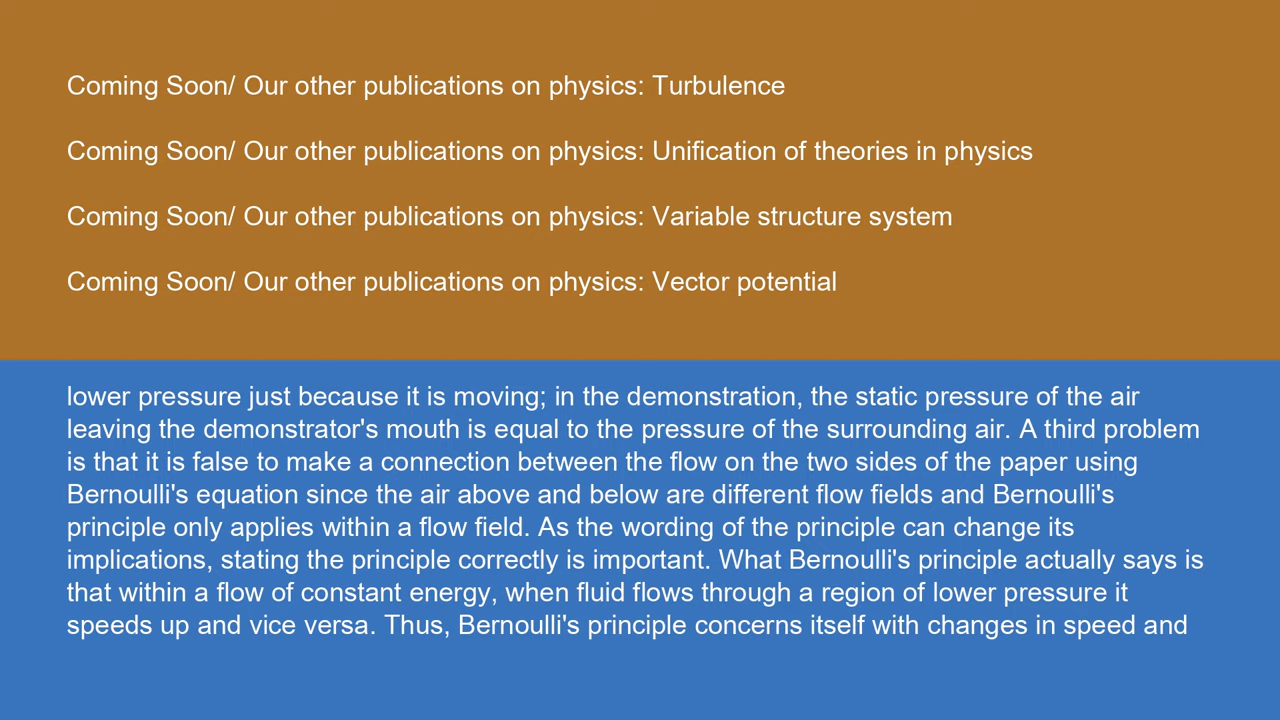 Coming Soon/ Our other publications on physics: Turbulence
Coming Soon/ Our other publications on physics: Unification of theories in physics
Coming Soon/ Our other publications on physics: Variable structure system
Coming Soon/ Our other publications on physics: Vector potential
lower pressure just because it is moving; in the demonstration, the static pressure of the air
leaving the demonstrator's mouth is equal to the pressure of the surrounding air. A third problem
is that it is false to make a connection between the flow on the two sides of the paper using
Bernoulli's equation since the air above and below are different flow fields and Bernoulli's
principle only applies within a flow field. As the wording of the principle can change its
implications, stating the principle correctly is important. What Bernoulli's principle actually says is
that within a flow of constant energy, when fluid flows through a region of lower pressure it
speeds up and vice versa. Thus, Bernoulli's principle concerns itself with changes in speed and